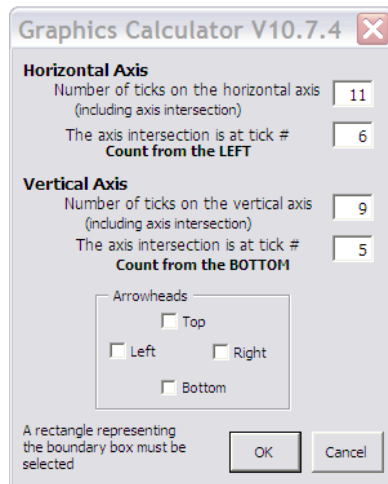 Graphics Calculator V10.7.4
Horizontal Axis
Number of ticks on the horizontal axis 11
(including axis intersection)
The axis intersection is at tick # 6
Count from the LEFT
Vertical Axis
Number of ticks on the vertical axis 9
(including axis intersection)
The axis intersection is at tick # 5
Count from the BOTTOM
Arrowheads
Top
Left Right
Bottom
A rectangle representing
the boundary box must be
selected
OK Cancel